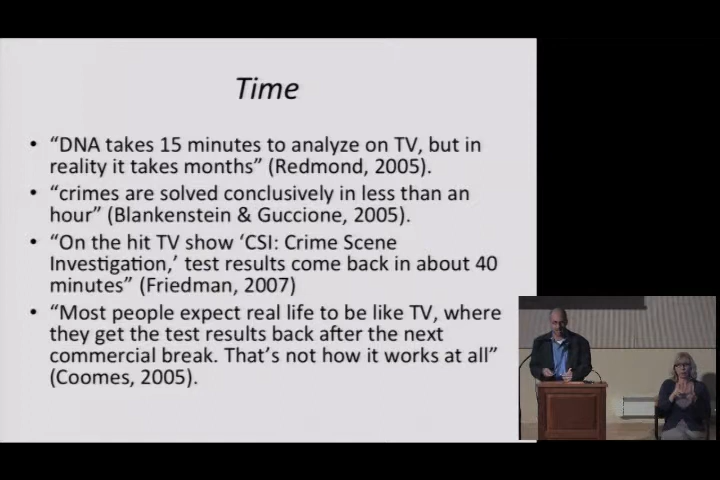 Time
• “DNA takes 15 minutes to analyze on TV, but in
reality it takes months” (Redmond, 2005).
• “crimes are solved conclusively in less than an
hour” (Blankenstein & Guccione, 2005).
• “On the hit TV show ‘CSI: Crime Scene
Investigation,’ test results come back in about 40
minutes” (Friedman, 2007)
• “Most people expect real life to be like TV, where
they get the test results back after the next
commercial break. That’s not how it works at all”
(Coomes, 2005).